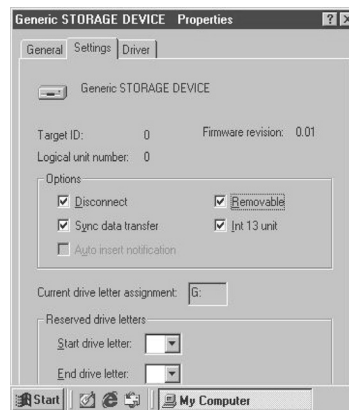 Generic STORAGE DEVICE Properties ? X
General Settings Driver
Generic STORAGE DEVICE
Target ID: 0 Firmware revision: 0.01
Logical unit number: 0
Options
Disconnect Removable
Sync data transfer Int 13 unit
Auto insert notification
Current drive letter assignment: G:
Reserved drive letters
Start drive letter:
End drive letter:
Start My Computer